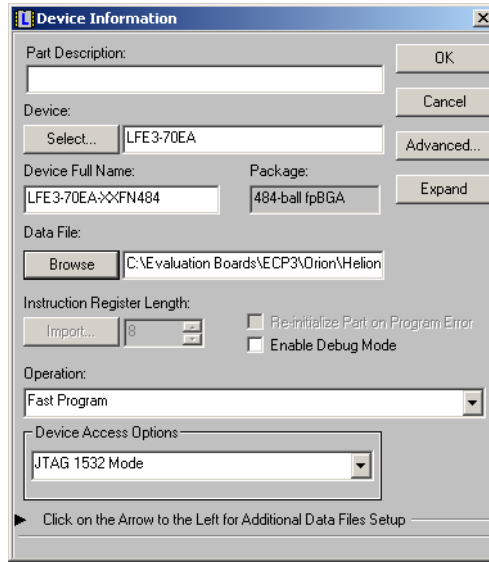 Device Information
Part Description:
OK
Device:
Cancel
Select... LFE3-70EA
Advanced...
Device Full Name: Package:
LFE3-70EA-XXFN484 484-ball fpBGA
Expand
Data File:
Browse C:\Evaluation Boards\ECP3\Orion\Helion
Instruction Register Length:
Import... 8
Re-initialize Part on Program Error
Enable Debug Mode
Operation:
Fast Program
Device Access Options
JTAG 1532 Mode
Click on the Arrow to the Left for Additional Data Files Setup